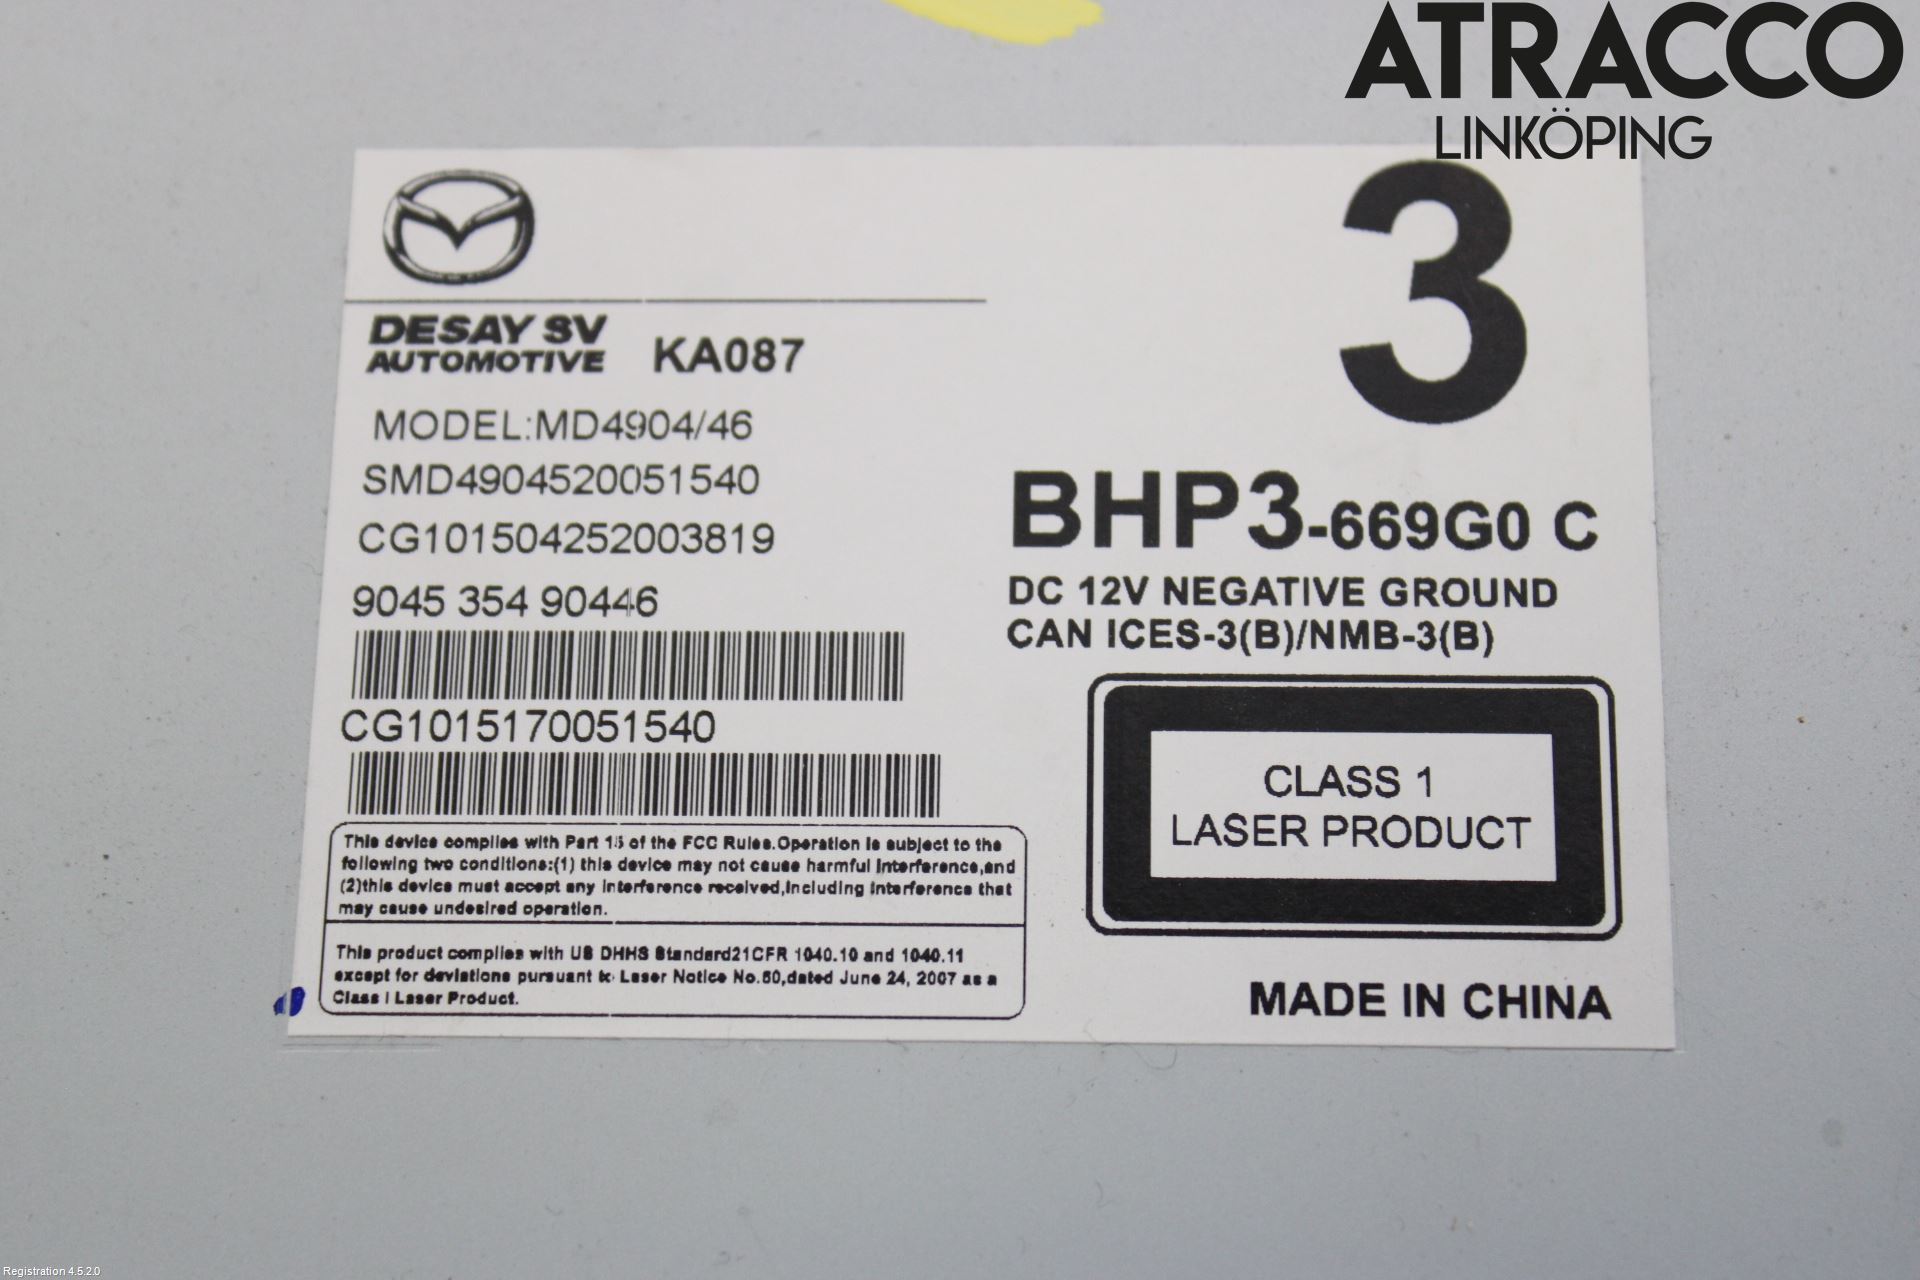 ATRACCO
LINKÖPING
3
DESAY SV
AUTOMOTIVE
KA087
MODEL:MD4904/46
SMD4904520051540
CG101504252003819
9045 354 90446
CG1015170051540
BHP3-669G0 C
DC 12V NEGATIVE GROUND
CAN ICES-3(B)/NMB-3(B)
CLASS 1
LASER PRODUCT
This device complies with Part 15 of the FCC Rules.Operation is subject to the
following two conditions:(1) this device may not cause harmful interference,and
(2)this device must accept any interference received,including interference that
may cause undesired operation.
This product complies with US DHHS Standard21CFR 1040.10 and 1040.11
except for deviations pursuant to Laser Notice No.50,dated June 24, 2007 as a
Class I Laser Product.
MADE IN CHINA
Registration 4.5.2.0